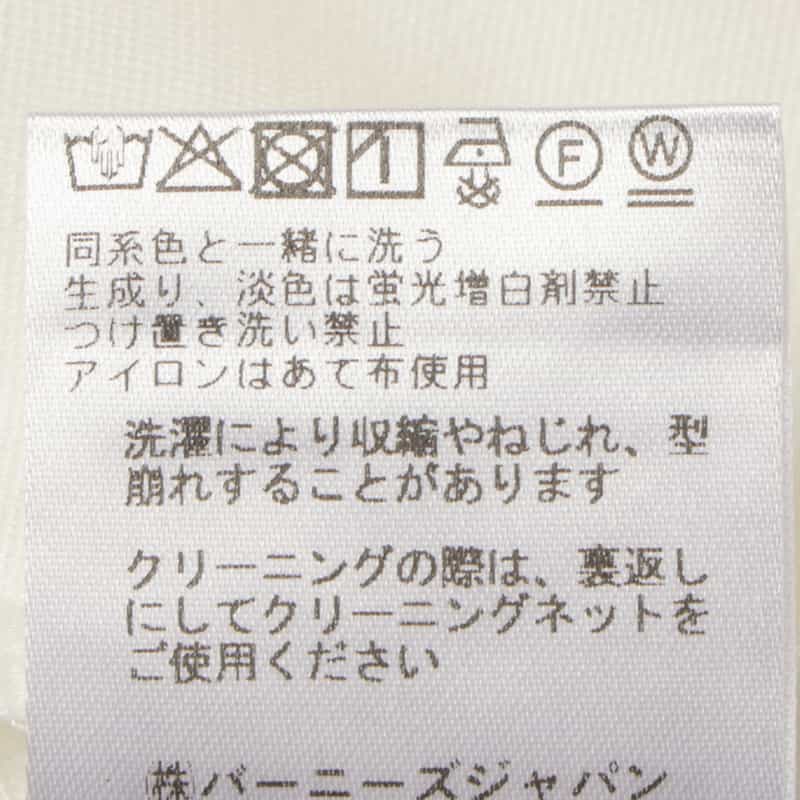 F W
同系色と一緒に洗う
生成り、淡色は蛍光増白剤禁止
つけ置き洗い禁止
アイロンはあて布使用
洗濯により収縮やねじれ、型
崩れすることがあります
クリーニングの際は、裏返し
にしてクリーニングネットを
ご使用ください
㈱バーニーズジャパン